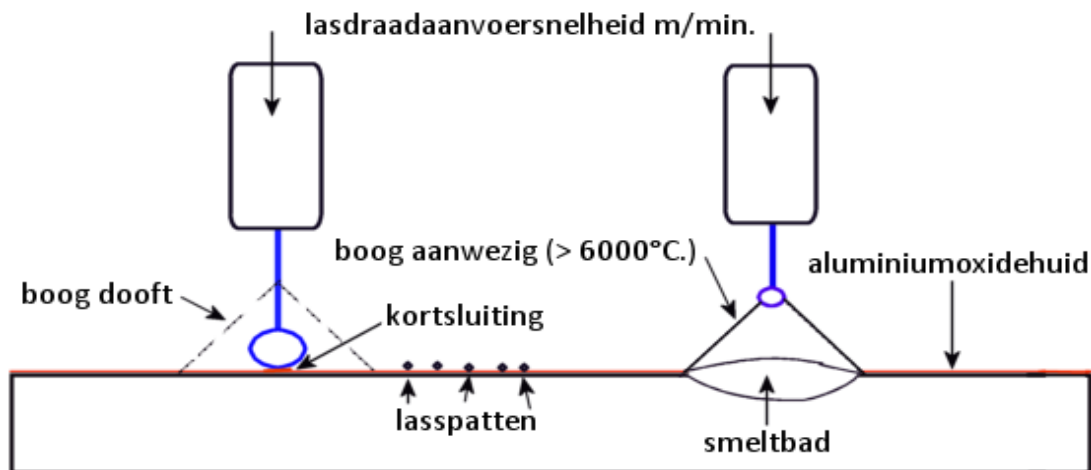 lasdraadaanvoersnelheid m/min.
boog aanwezig (> 6000°C.)
aluminiumoxidehuid
boog dooft
kortsluiting
lasspatten
smeltbad